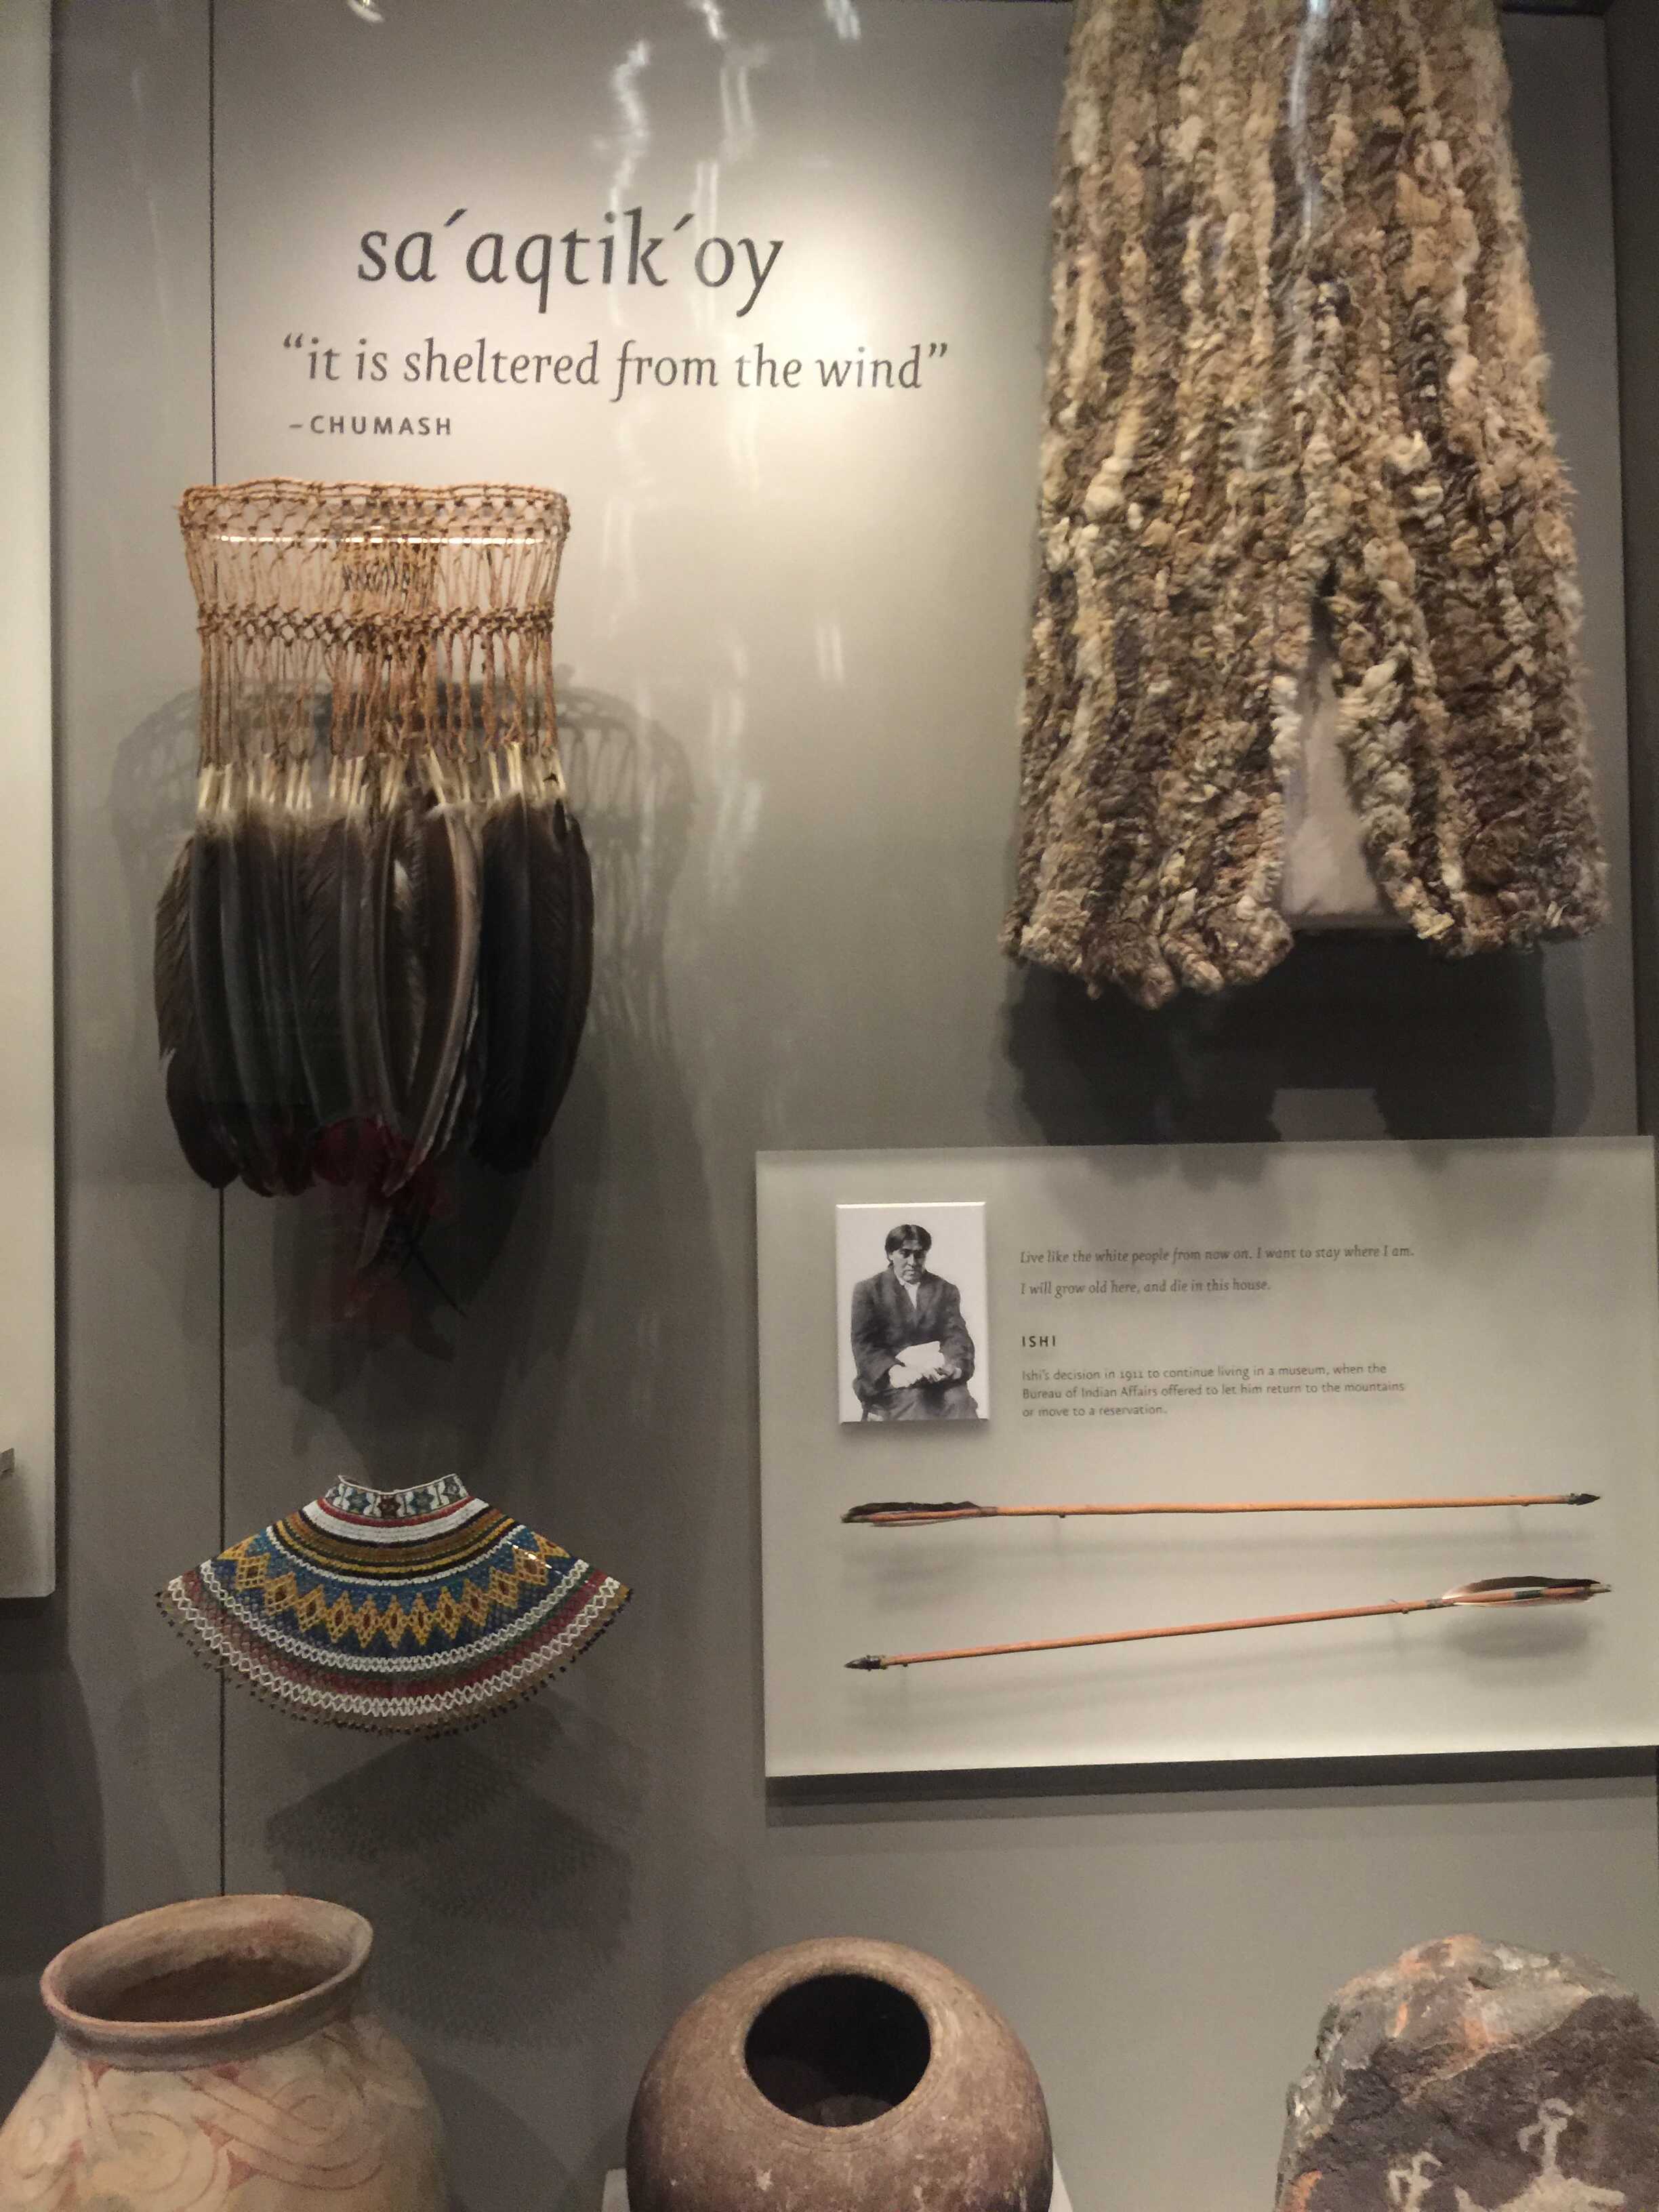 sa´aqtik´oy
“it is sheltered from the wind”
–CHUMASH
Live like the white people from now on. I want to stay where I am.
I will grow old here, and die in this house.
ISHI
Ishi's decision in 1911 to continue living in a museum, when the
Bureau of Indian Affairs offered to let him return to the mountains
or move to a reservation.